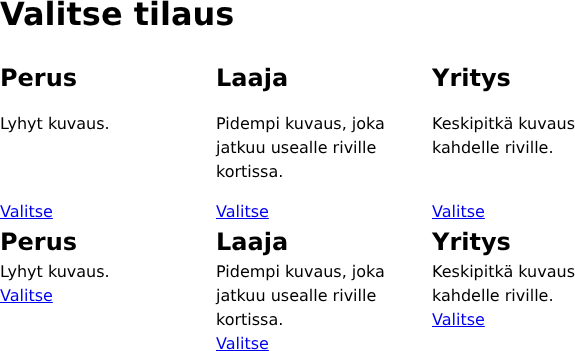 Valitse tilaus
Perus
Lyhyt kuvaus.
Valitse
Laaja
Pidempi kuvaus, joka
jatkuu usealle riville
kortissa.
Valitse
Yritys
Keskipitkä kuvaus
kahdelle riville.
Valitse
Perus
Lyhyt kuvaus.
Valitse
Laaja
Pidempi kuvaus, joka
jatkuu usealle riville
kortissa.
Valitse
Yritys
Keskipitkä kuvaus
kahdelle riville.
Valitse